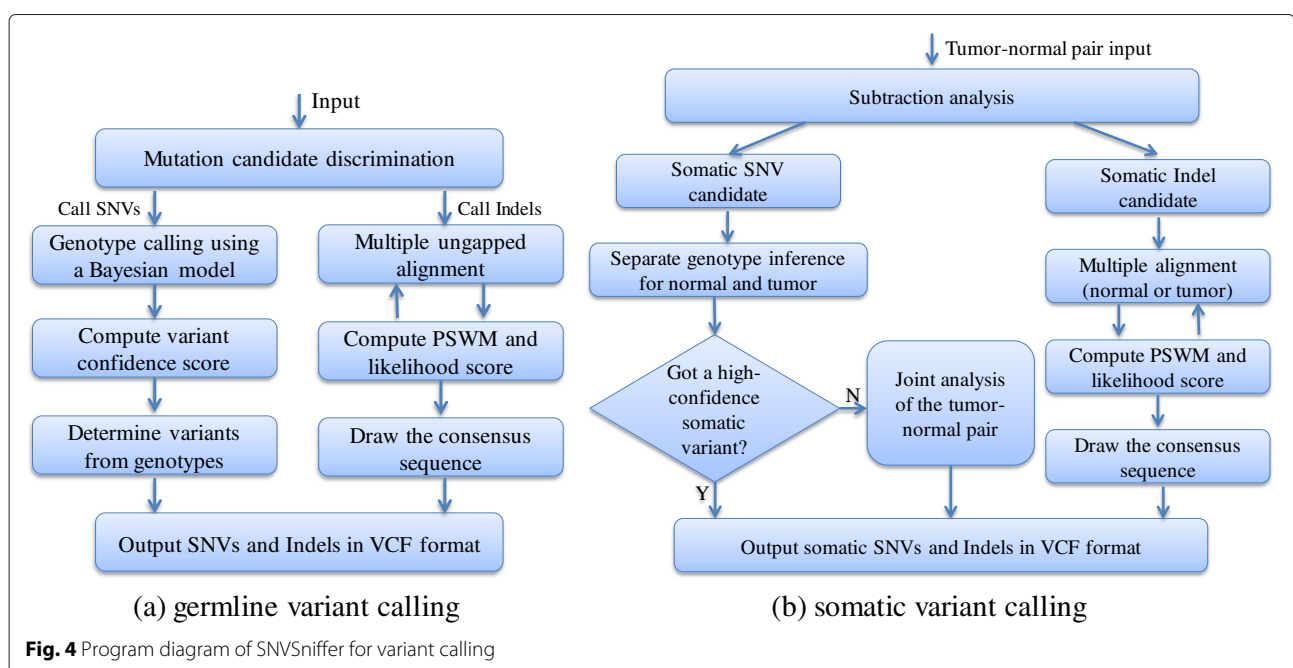 Input
Mutation candidate discrimination
Call SNVs
Call Indels
Genotype calling using
a Bayesian model
Multiple ungapped
alignment
Compute variant
confidence score
Compute PSWM and
likelihood score
Determine variants
from genotypes
Draw the consensus
sequence
Output SNVs and Indels in VCF format
(a) germline variant calling
Tumor-normal pair input
Subtraction analysis
Somatic SNV
candidate
Somatic Indel
candidate
Separate genotype inference
for normal and tumor
Multiple alignment
(normal or tumor)
Got a high-
confidence
somatic
variant?
N
Y
Joint analysis
of the tumor-
normal pair
Compute PSWM and
likelihood score
Draw the consensus
sequence
Output somatic SNVs and Indels in VCF format
(b) somatic variant calling
Fig. 4 Program diagram of SNVSniffer for variant calling